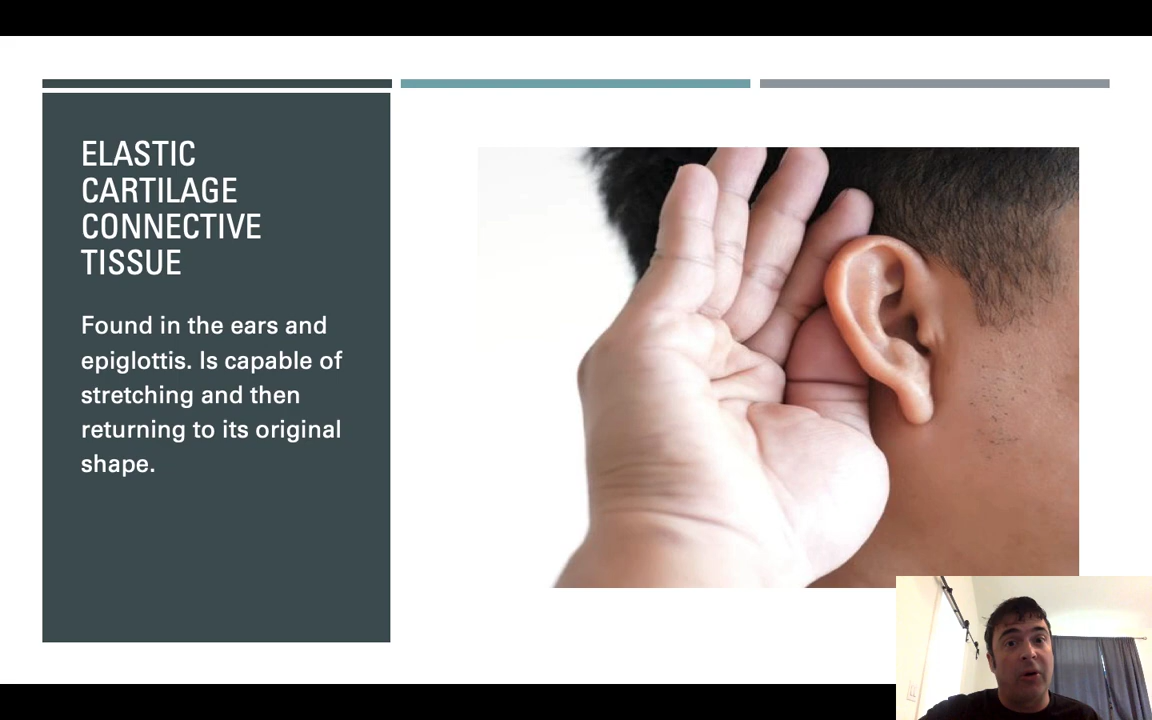 ELASTIC
CARTILAGE
CONNECTIVE
TISSUE
Found in the ears and
epiglottis. Is capable of
stretching and then
returning to its original
shape.